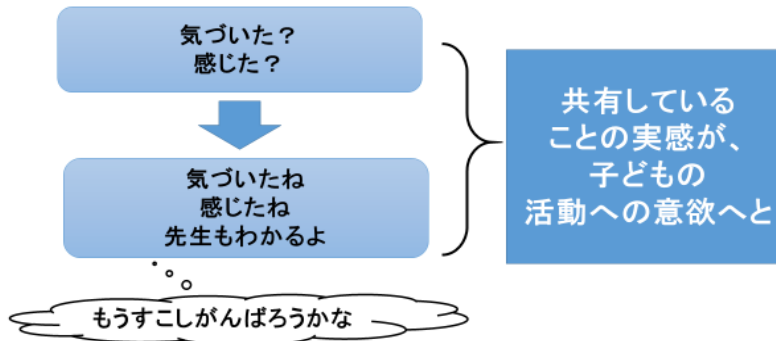 気づいた？
感じた？
気づいたね
感じたね
先生もわかるよ
もうすこしがんばろうかな
共有している
ことの実感が、
子どもの
活動への意欲へと